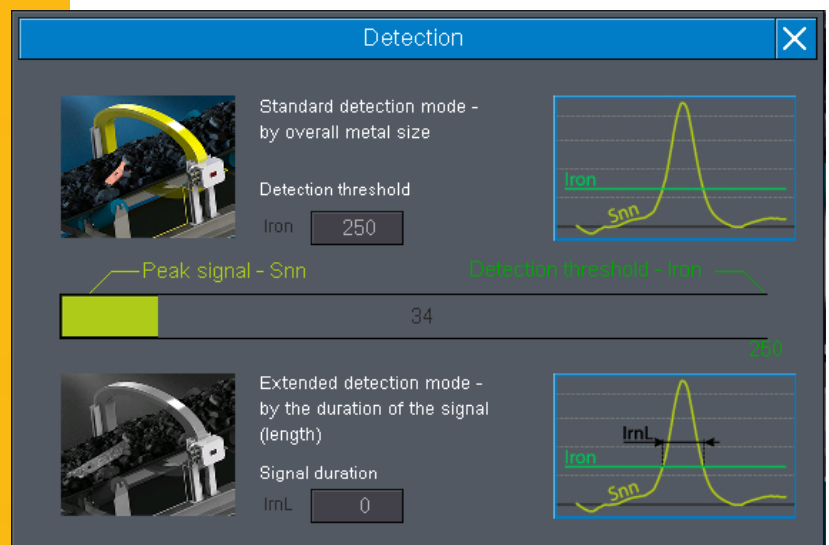 Detection
Standard detection mode -
by overall metal size
Detection threshold
Iron 250
Iron
Snn
Peak signal - Snn
Detection threshold - Iron
34
250
Extended detection mode -
by the duration of the signal
(length)
Signal duration
IrnL 0
IrnL
Iron
Snn